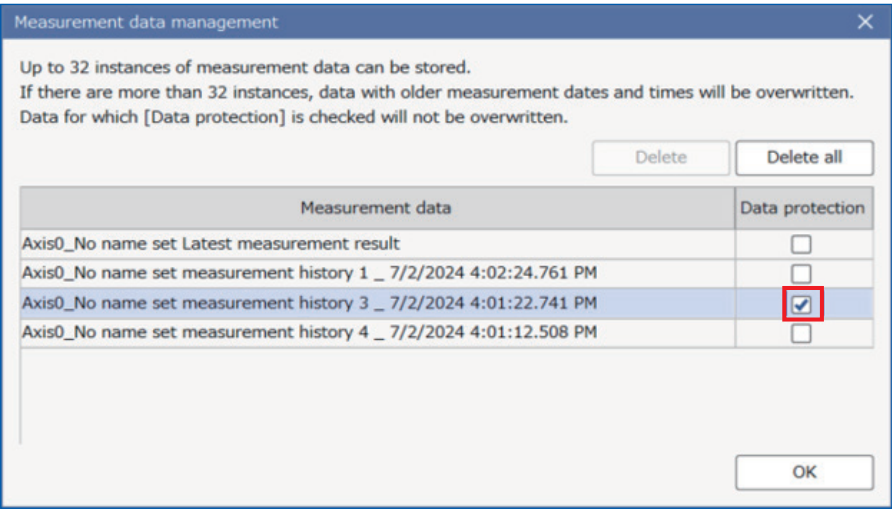 Measurement data management
Up to 32 instances of measurement data can be stored.
If there are more than 32 instances, data with older measurement dates and times will be overwritten.
Data for which [Data protection] is checked will not be overwritten.
Delete Delete all
Measurement data Data protection
Axis0_No name set Latest measurement result
Axis0_No name set measurement history 1 _ 7/2/2024 4:02:24.761 PM
Axis0_No name set measurement history 3 _ 7/2/2024 4:01:22.741 PM
Axis0_No name set measurement history 4 _ 7/2/2024 4:01:12.508 PM
OK